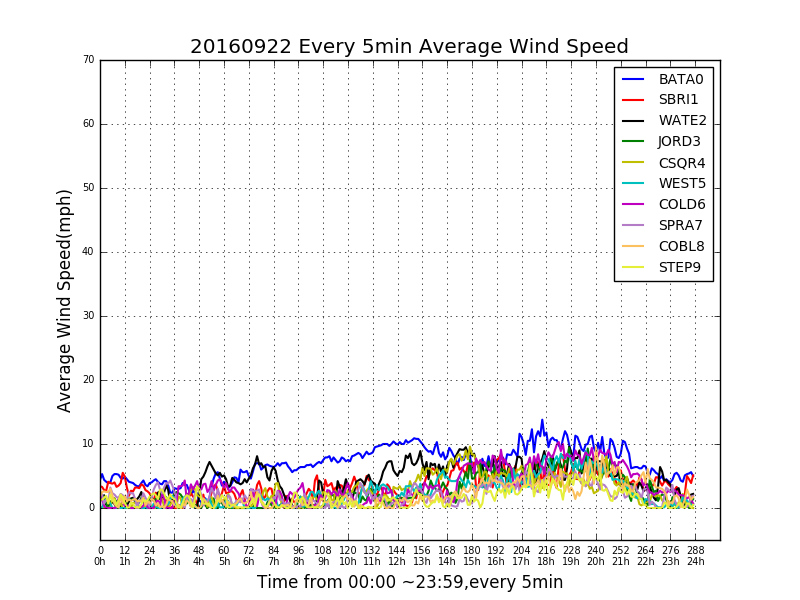 20160922 Every 5min Average Wind Speed
70
60
50
40
30
20
10
0
Average Wind Speed(mph)
BATA0
SBRI1
WATE2
JORD3
CSQR4
WEST5
COLD6
SPRA7
COBL8
STEP9
0 12 24 36 48 60 72 84 96 108 120 132 144 156 168 180 192 204 216 228 240 252 264 276 288
0h 1h 2h 3h 4h 5h 6h 7h 8h 9h 10h 11h 12h 13h 14h 15h 16h 17h 18h 19h 20h 21h 22h 23h 24h
Time from 00:00 ~23:59,every 5min